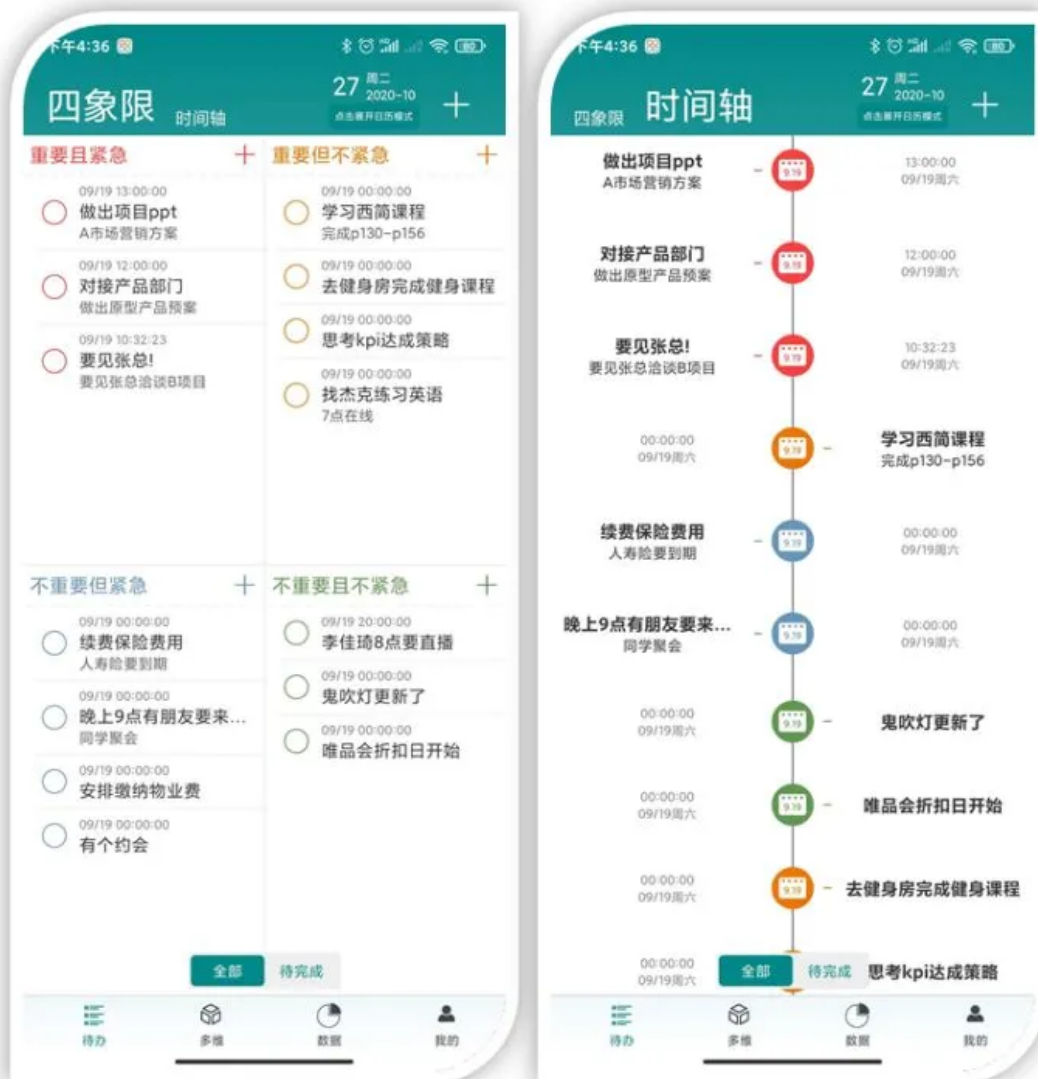 下午4:36
80
四象限
时间轴
27
周二
2020-10
点击展开日历模式
重要且紧急
09/19 13:00:00
做出项目ppt
A市场营销方案
09/19 12:00:00
对接产品部门
做出原型产品预案
09/19 10:32:23
要见张总!
要见张总洽谈B项目
重要但不紧急
09/19 00:00:00
学习西简课程
完成p130-p156
09/19 00:00:00
去健身房完成健身课程
09/19 00:00:00
思考kpi达成策略
09/19 00:00:00
找杰克练习英语
7点在线
不重要但紧急
09/19 00:00:00
续费保险费用
人寿险要到期
09/19 00:00:00
晚上9点有朋友要来...
同学聚会
09/19 00:00:00
安排缴纳物业费
09/19 00:00:00
有个约会
不重要且不紧急
09/19 20:00:00
李佳琦8点要直播
09/19 00:00:00
鬼吹灯更新了
09/19 00:00:00
唯品会折扣日开始
全部
待完成
待办
多维
数据
我的
下午4:36
80
四象限
时间轴
27
周二
2020-10
点击展开日历模式
做出项目ppt
A市场营销方案
9.19
13:00:00
09/19周六
对接产品部门
做出原型产品预案
9.19
12:00:00
09/19周六
要见张总!
要见张总洽谈B项目
9.19
10:32:23
09/19周六
00:00:00
09/19周六
9.19
学习西简课程
完成p130-p156
续费保险费用
人寿险要到期
9.19
00:00:00
09/19周六
晚上9点有朋友要来...
同学聚会
9.19
00:00:00
09/19周六
00:00:00
09/19周六
9.19
鬼吹灯更新了
00:00:00
09/19周六
9.19
唯品会折扣日开始
00:00:00
09/19周六
9.19
去健身房完成健身课程
00:00:00
09/19周六
思考kpi达成策略
全部
待完成
待办
多维
数据
我的